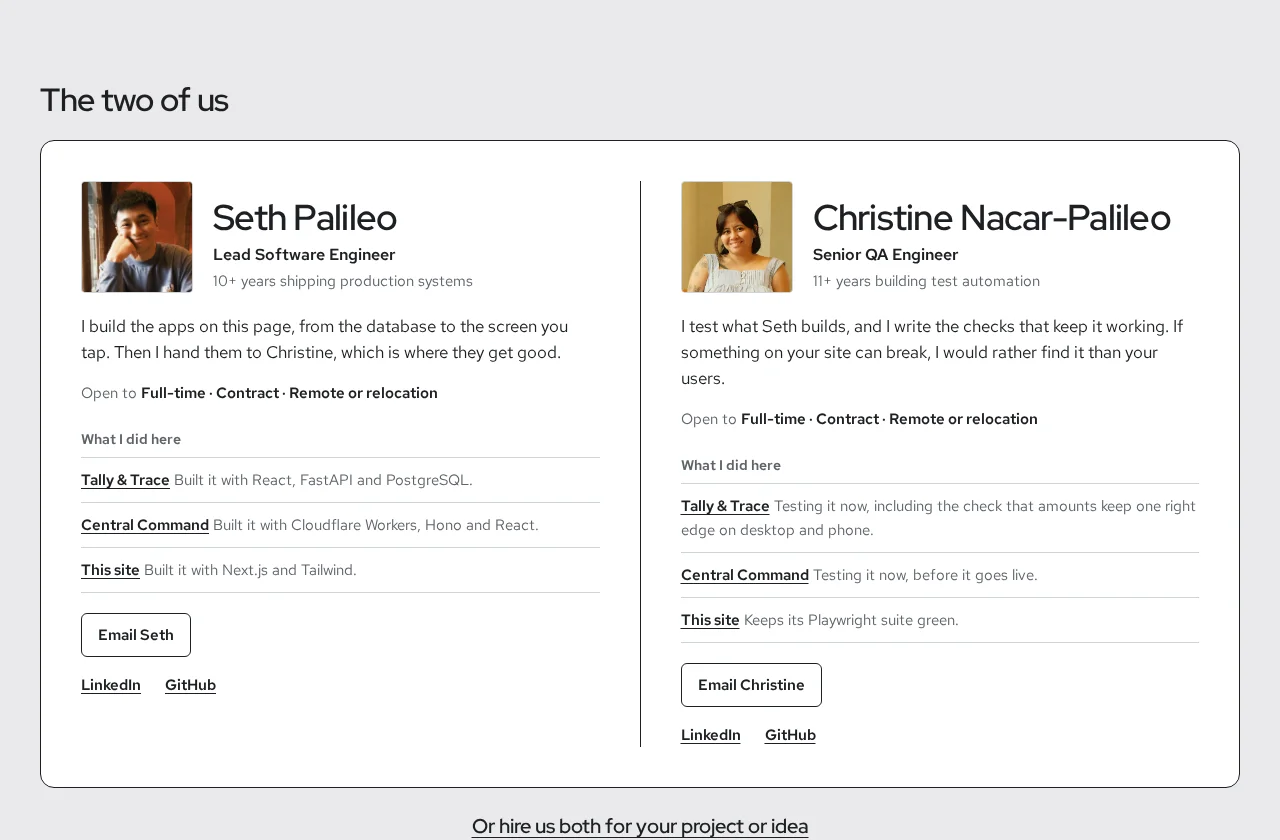 The two of us
Seth Palileo
Lead Software Engineer
10+ years shipping production systems
I build the apps on this page, from the database to the screen you
tap. Then I hand them to Christine, which is where they get good.
Open to Full-time · Contract · Remote or relocation
What I did here
Tally & Trace Built it with React, FastAPI and PostgreSQL.
Central Command Built it with Cloudflare Workers, Hono and React.
This site Built it with Next.js and Tailwind.
Email Seth
LinkedIn GitHub
Christine Nacar-Palileo
Senior QA Engineer
11+ years building test automation
I test what Seth builds, and I write the checks that keep it working. If
something on your site can break, I would rather find it than your
users.
Open to Full-time · Contract · Remote or relocation
What I did here
Tally & Trace Testing it now, including the check that amounts keep one right
edge on desktop and phone.
Central Command Testing it now, before it goes live.
This site Keeps its Playwright suite green.
Email Christine
LinkedIn GitHub
Or hire us both for your project or idea